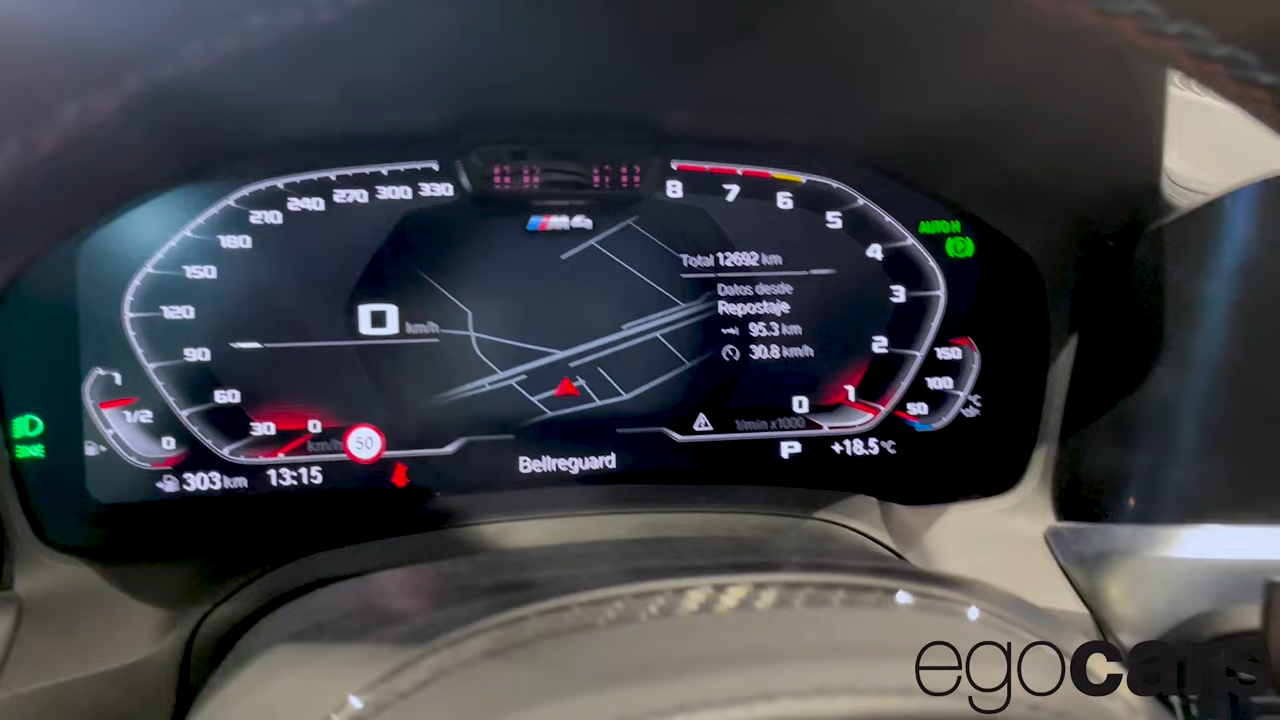 330
300
270
240
210
180
150
120
90
60
30
0
km/h
0 km/h
M4
8
7
6
5
4
3
2
1
0
1/min x1000
Total 12692 km
Datos desde
Repostaje
95.3 km
30.8 km/h
AUTO H
P
150
100
50
°C
1
1/2
0
50
303 km
13:15
Bellreguard
P
+18.5°C
egocars